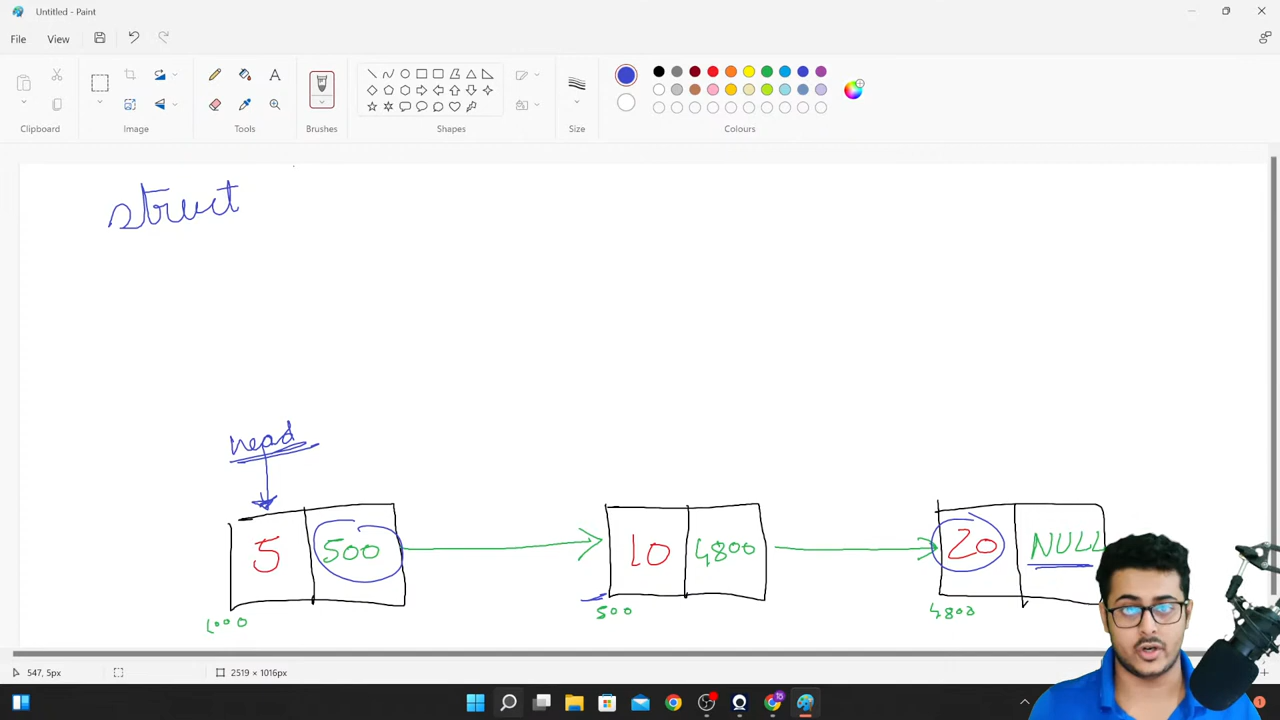 Untitled - Paint
File View
Clipboard Image Tools Brushes Shapes Size Colours
struct
head
5 500 10 4800 20 NULL
1000 500 4800
547, 5px 2519 × 1016px